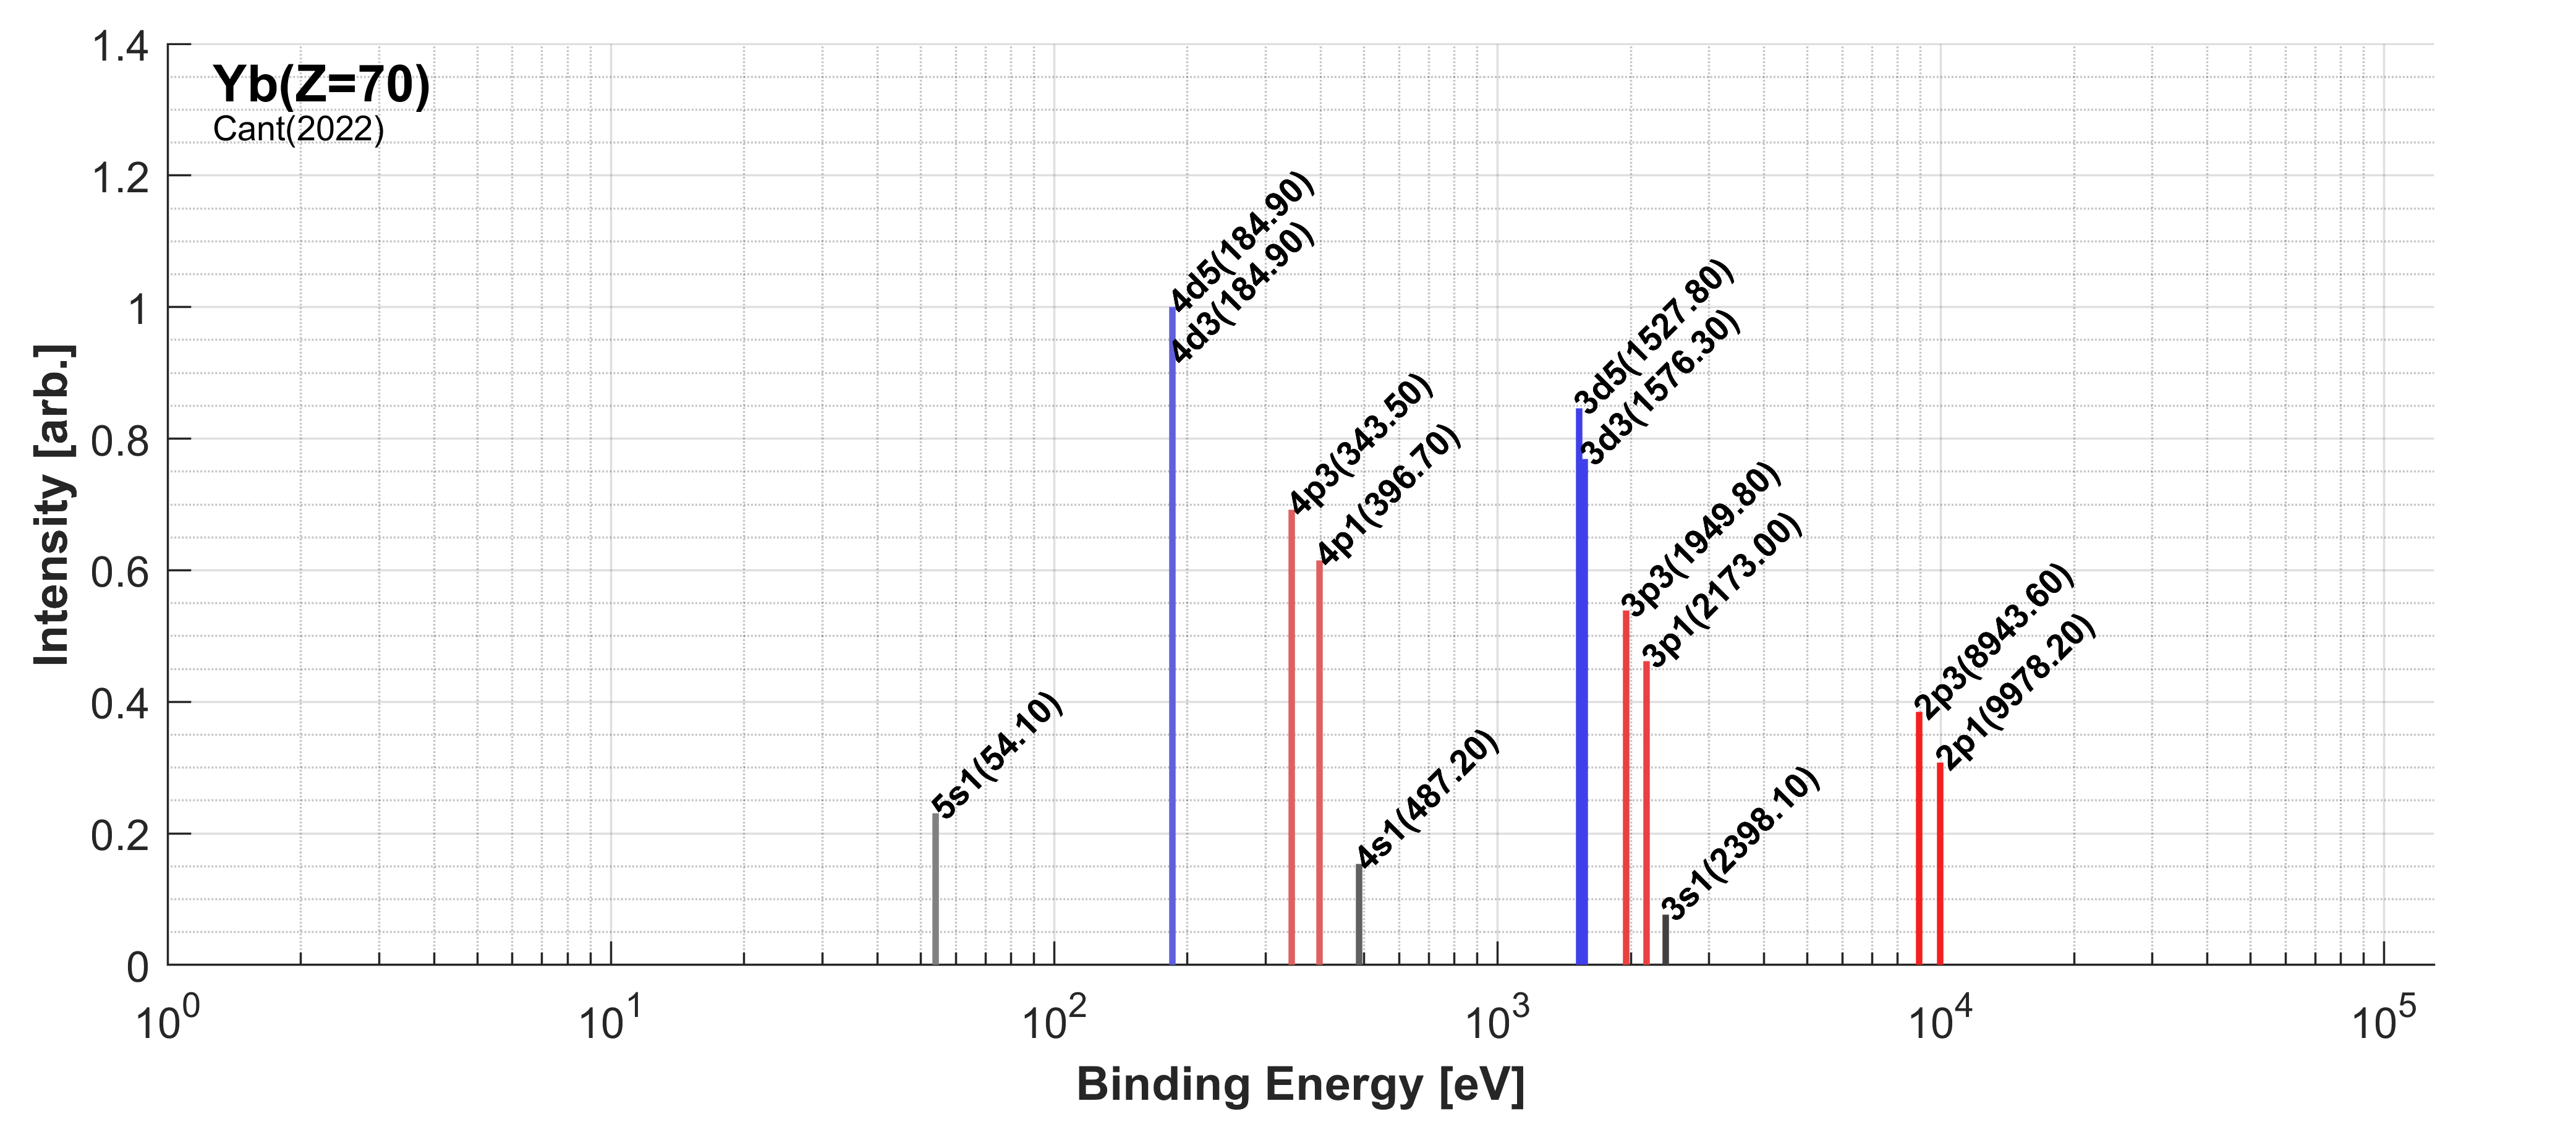 Yb(Z=70)
Cant(2022)
Intensity [arb.]
1.4
1.2
1
0.8
0.6
0.4
0.2
0
5s1(54.10)
4d5(184.90)
4d3(184.90)
4p3(343.50)
4p1(396.70)
4s1(487.20)
3d5(1527.80)
3d3(1576.30)
3p3(1949.80)
3p1(2173.00)
3s1(2398.10)
2p3(8943.60)
2p1(9978.20)
10^0 10^1 10^2 10^3 10^4 10^5
Binding Energy [eV]